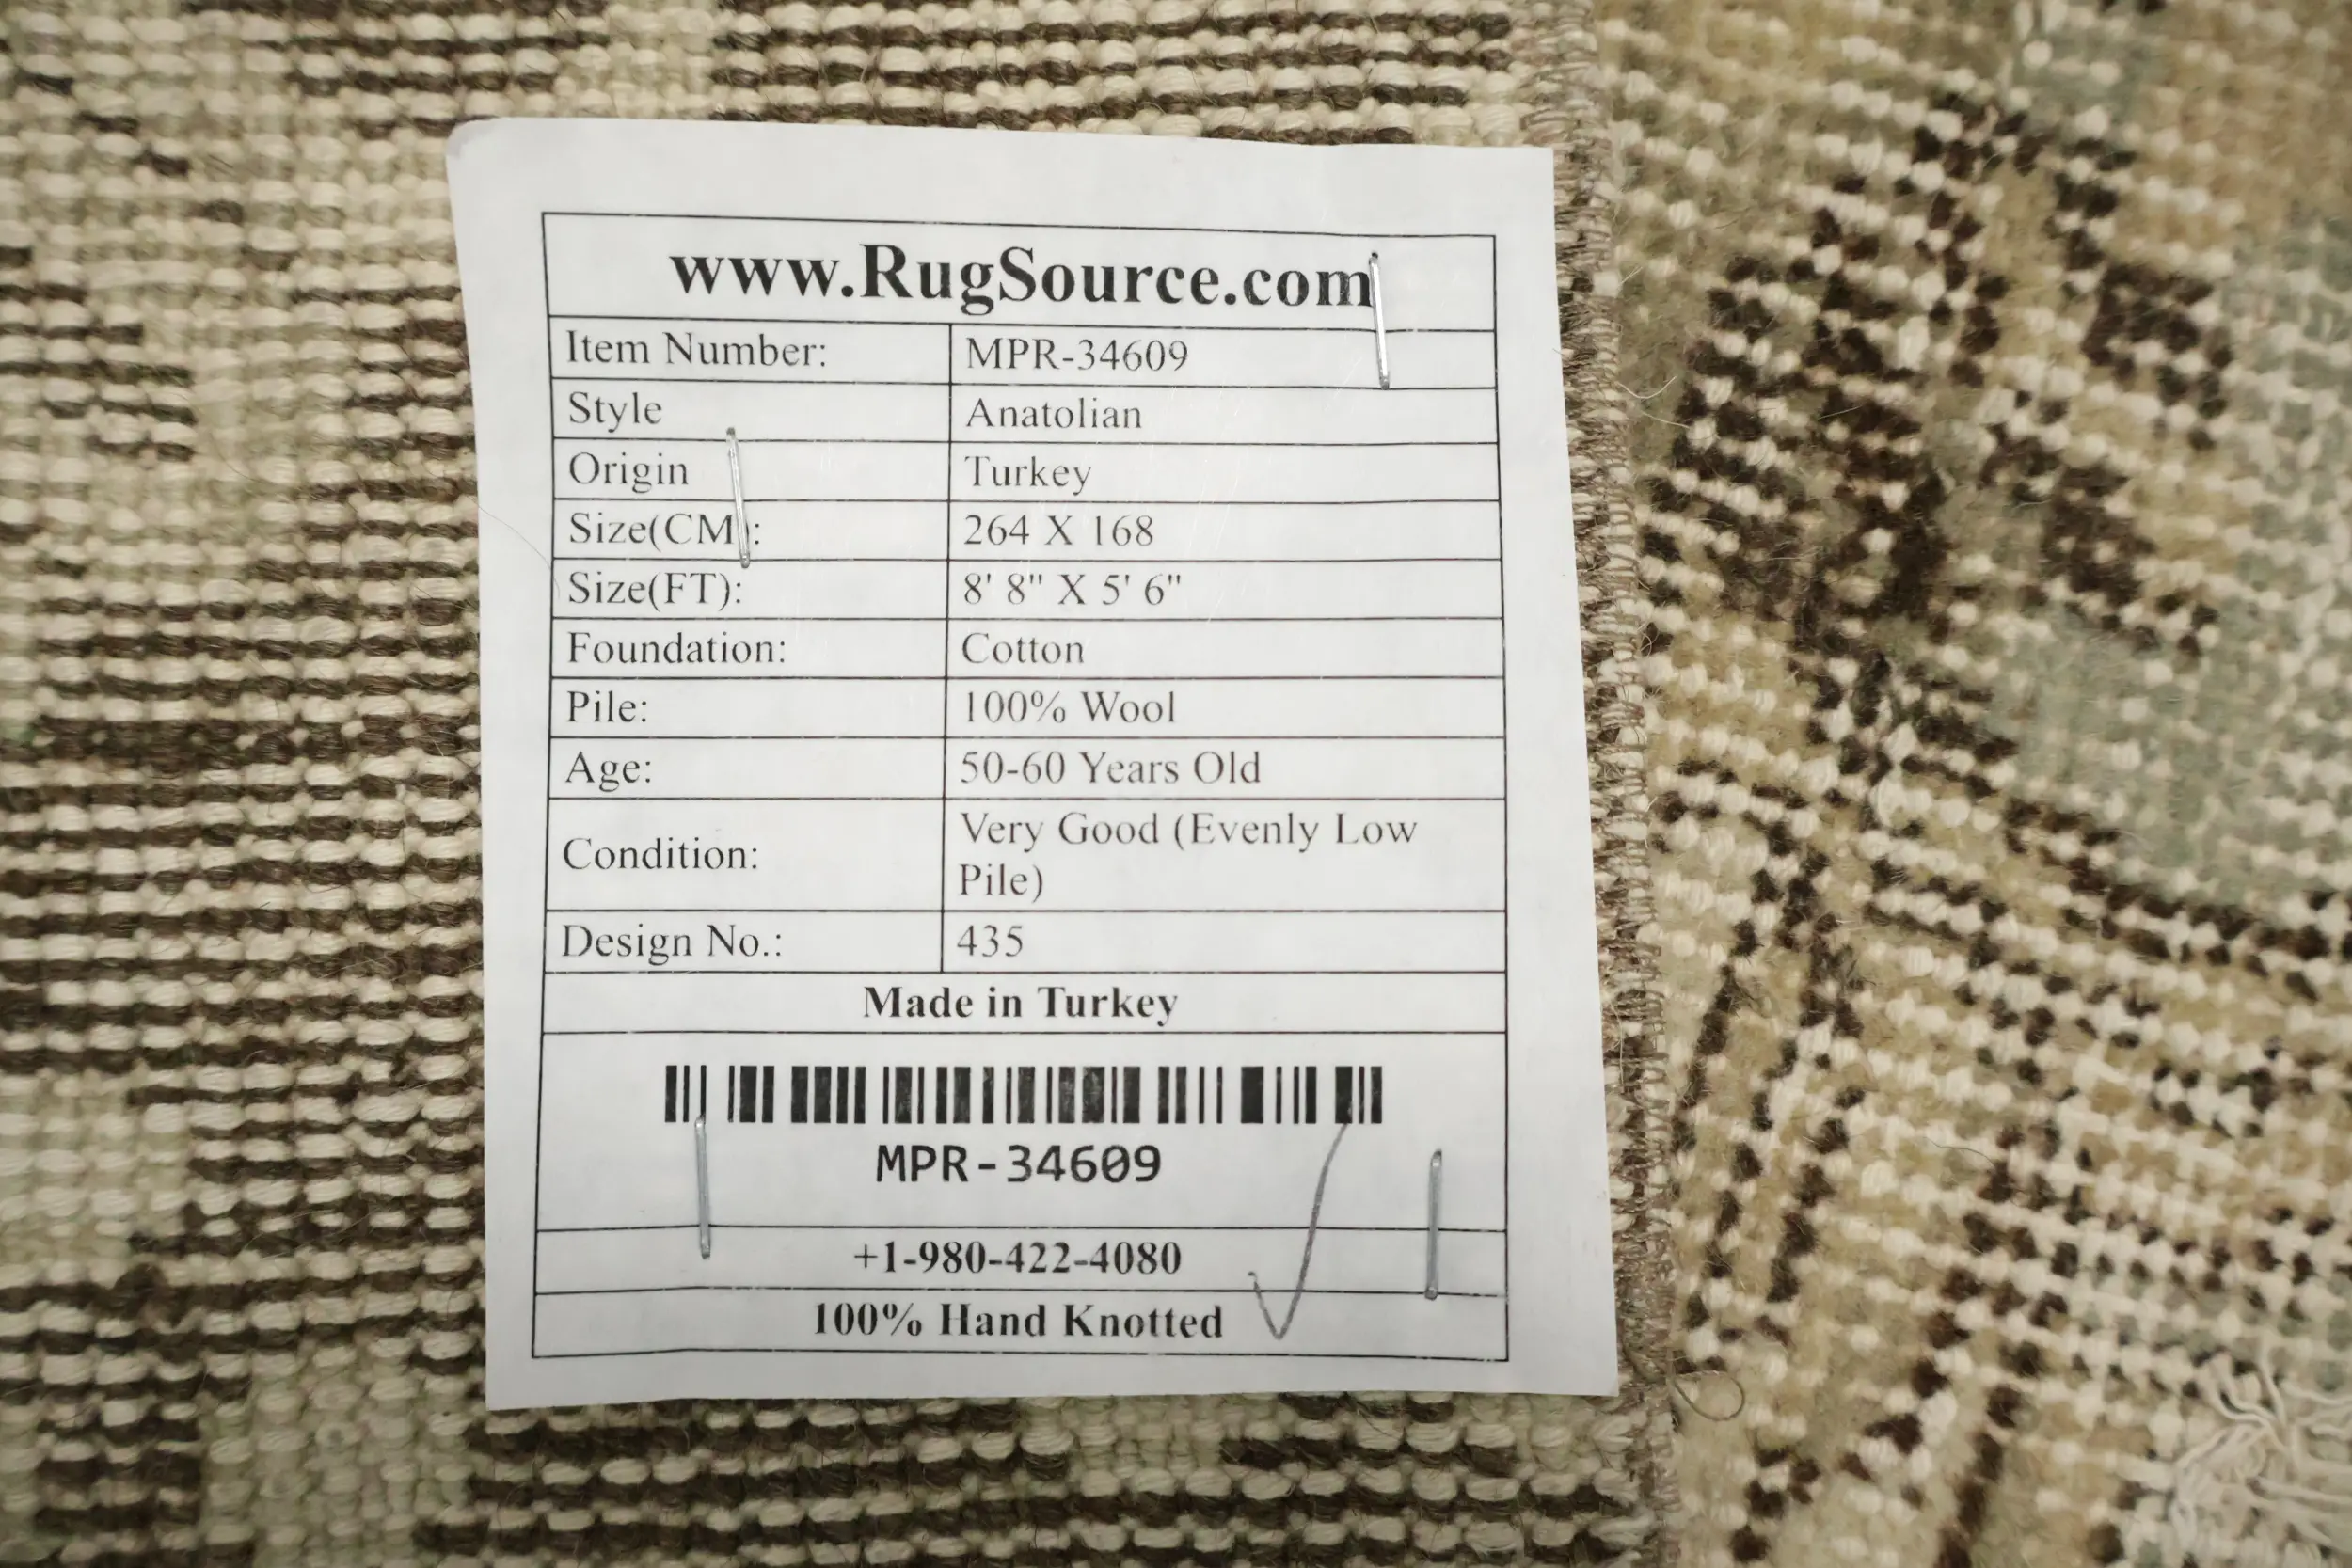 www.RugSource.com
Item Number: MPR-34609
Style Anatolian
Origin Turkey
Size(CM): 264 X 168
Size(FT): 8' 8" X 5' 6"
Foundation: Cotton
Pile: 100% Wool
Age: 50-60 Years Old
Condition: Very Good (Evenly Low
Pile)
Design No.: 435
Made in Turkey
MPR-34609
+1-980-422-4080
100% Hand Knotted